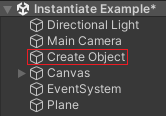 Instantiate Example*
Directional Light
Main Camera
Create Object
Canvas
EventSystem
Plane